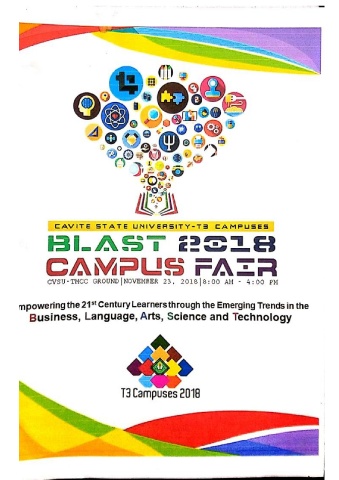 CAVITE STATE UNIVERSITY-T3 CAMPUSES
BLAST 2018
CAMPUS FAIR
CVSU-TMCC GROUND|NOVEMBER 23, 2018|8:00 AM - 4:00 PM
mpowering the 21st Century Learners through the Emerging Trends in the
Business, Language, Arts, Science and Technology
T3 Campuses 2018